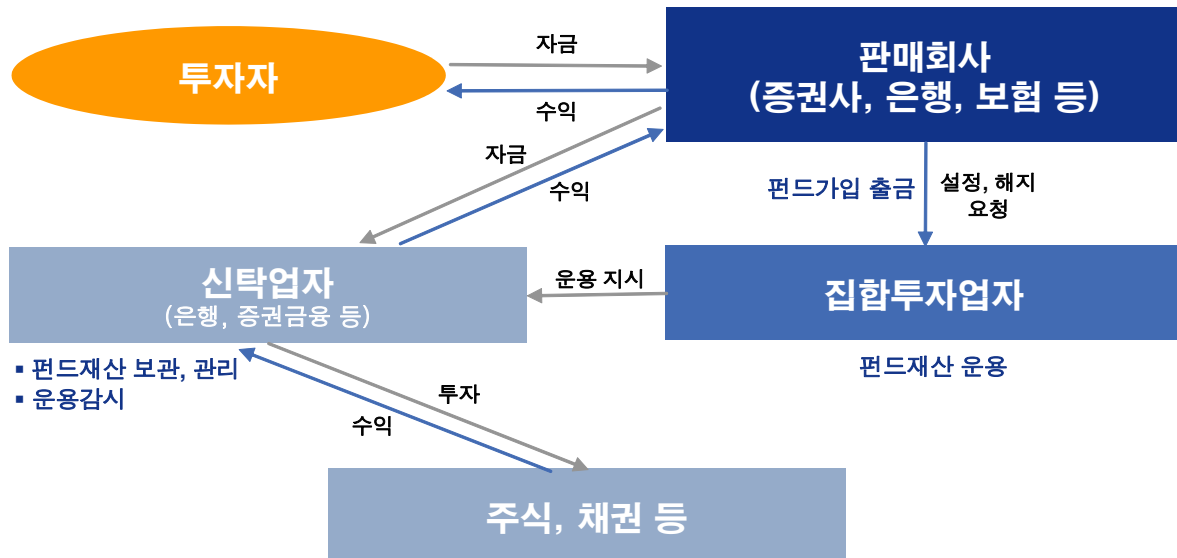 투자자
자금
수익
판매회사
(증권사, 은행, 보험 등)
자금
수익
펀드가입 출금
설정, 해지
요청
신탁업자
(은행, 증권금융 등)
운용 지시
집합투자업자
▪ 펀드재산 보관, 관리
▪ 운용감시
펀드재산 운용
투자
수익
주식, 채권 등